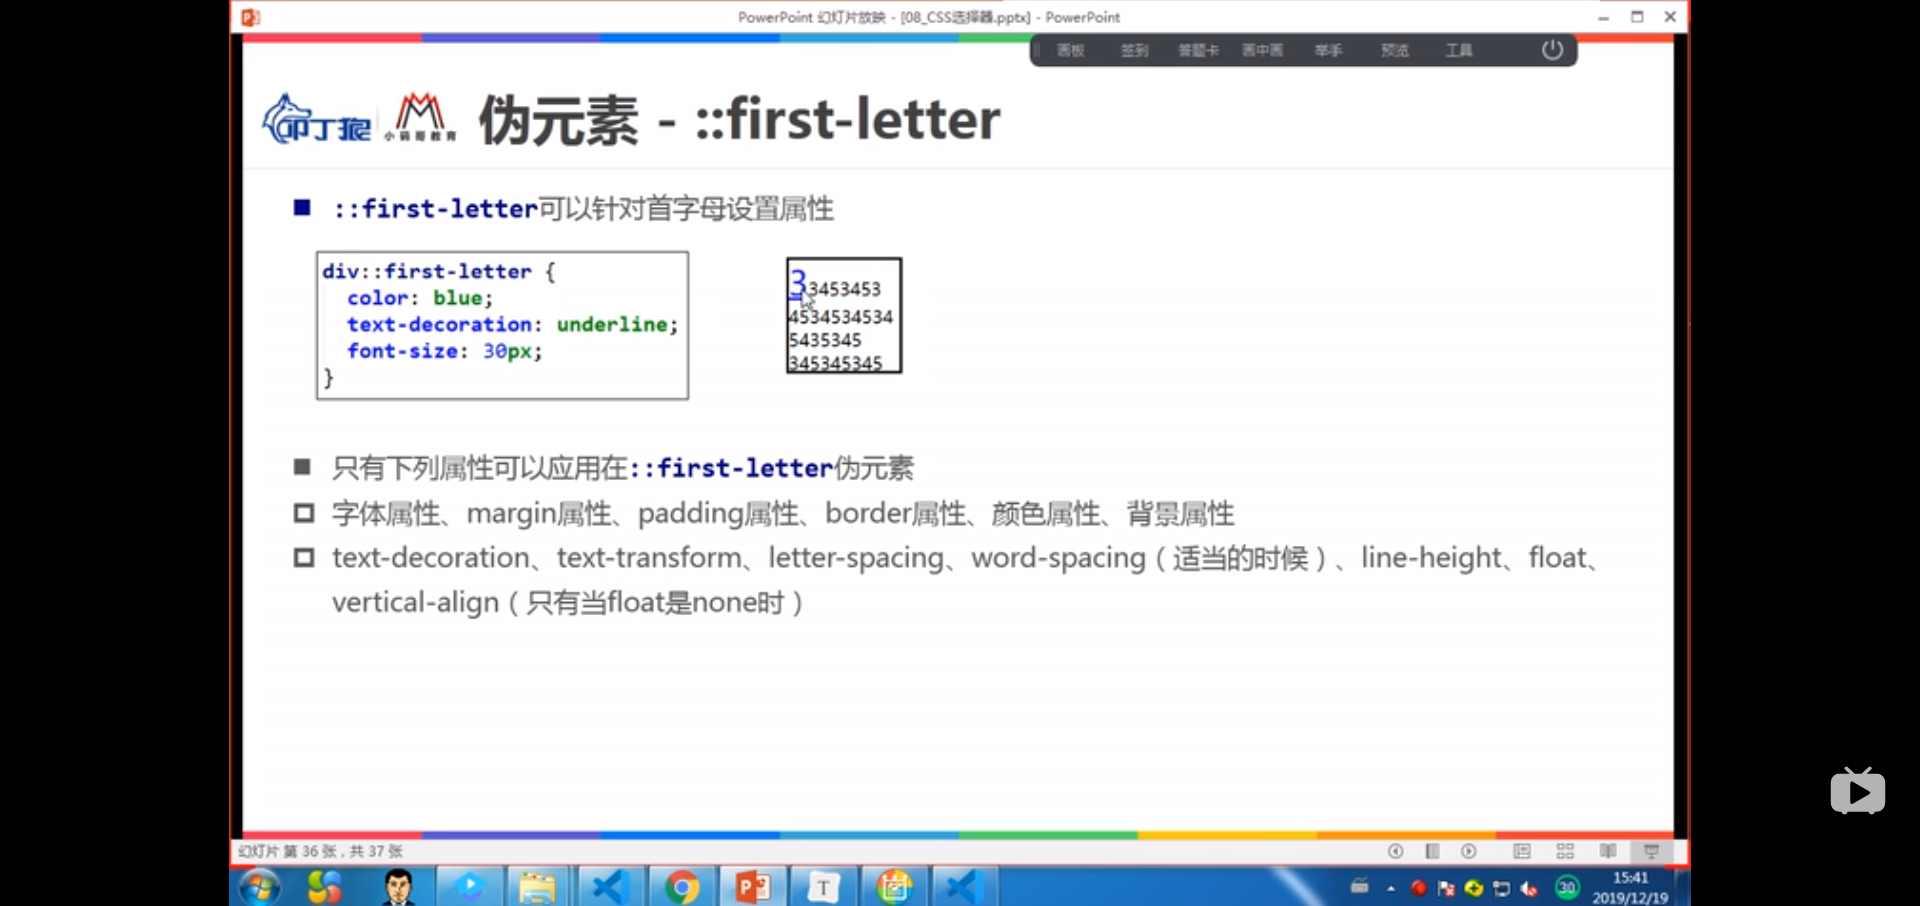 PowerPoint 幻灯片放映 - [08_CSS选择器.pptx] - PowerPoint
画板 签到 答题卡 画中画 举手 预览 工具
叩丁狼 小码哥教育 伪元素 - ::first-letter
::first-letter可以针对首字母设置属性
div::first-letter {
color: blue;
text-decoration: underline;
font-size: 30px;
}
33453453
4534534534
5435345
345345345
只有下列属性可以应用在::first-letter伪元素
字体属性、margin属性、padding属性、border属性、颜色属性、背景属性
text-decoration、text-transform、letter-spacing、word-spacing（适当的时候）、line-height、float、
vertical-align（只有当float是none时）
幻灯片 第 36 张，共 37 张
30
15:41
2019/12/19